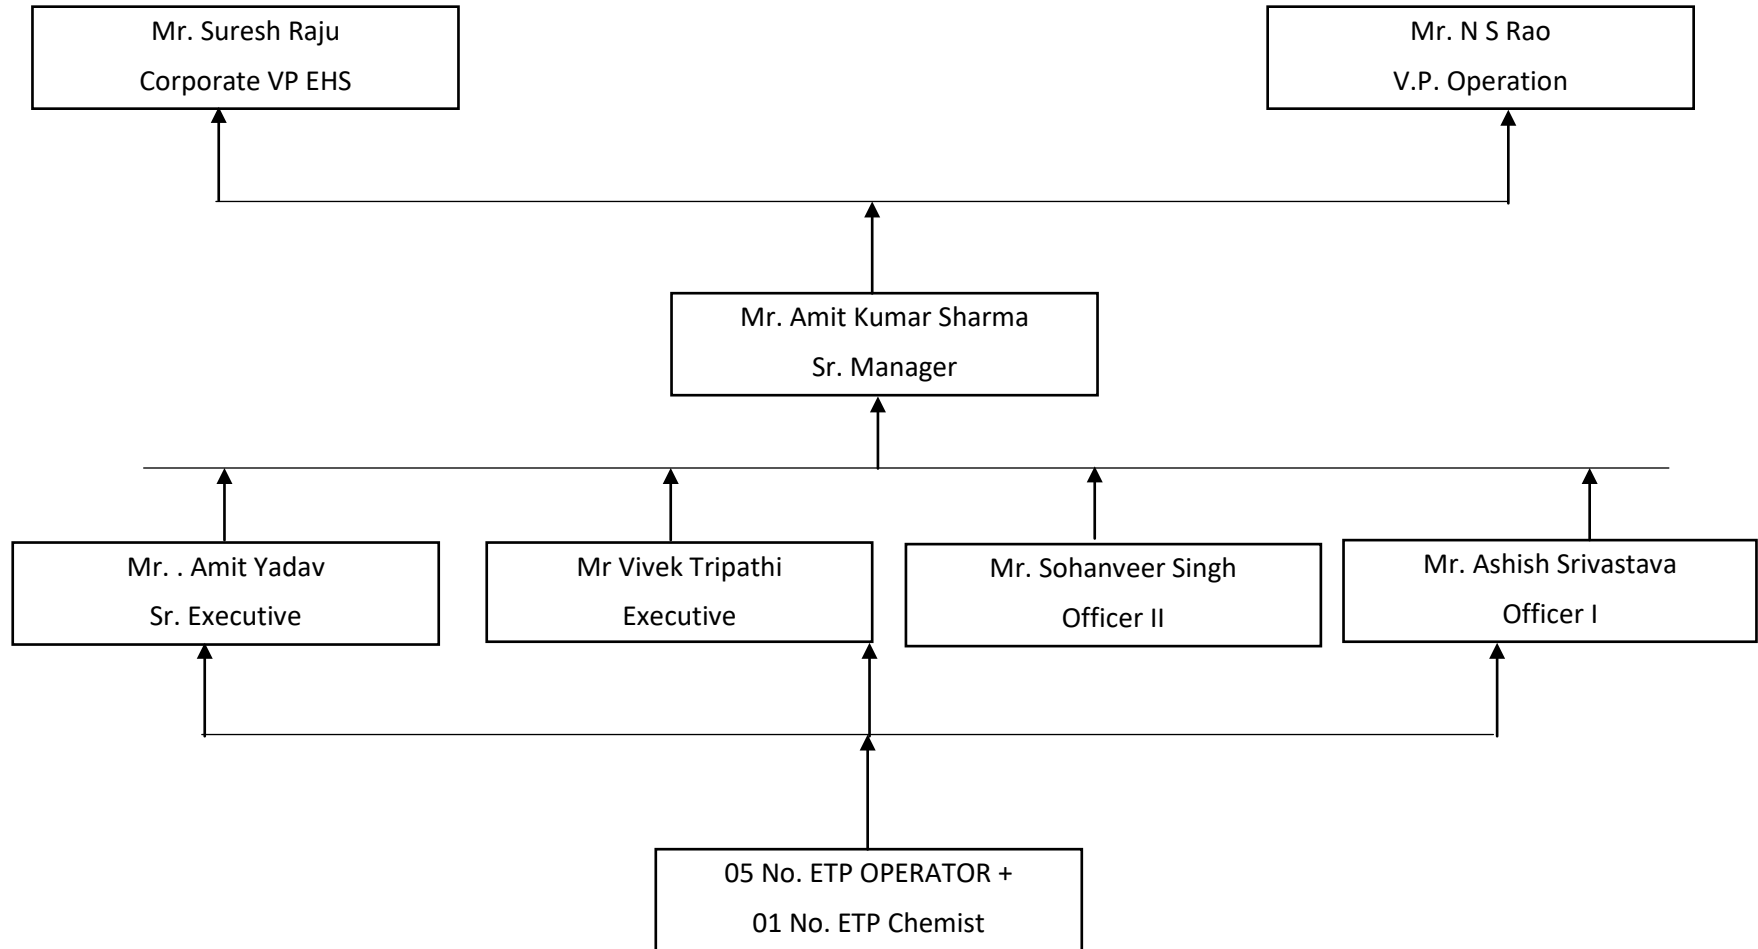 Mr. Suresh Raju
Corporate VP EHS
Mr. N S Rao
V.P. Operation
Mr. Amit Kumar Sharma
Sr. Manager
Mr. . Amit Yadav
Sr. Executive
Mr Vivek Tripathi
Executive
Mr. Sohanveer Singh
Officer II
Mr. Ashish Srivastava
Officer I
05 No. ETP OPERATOR +
01 No. ETP Chemist